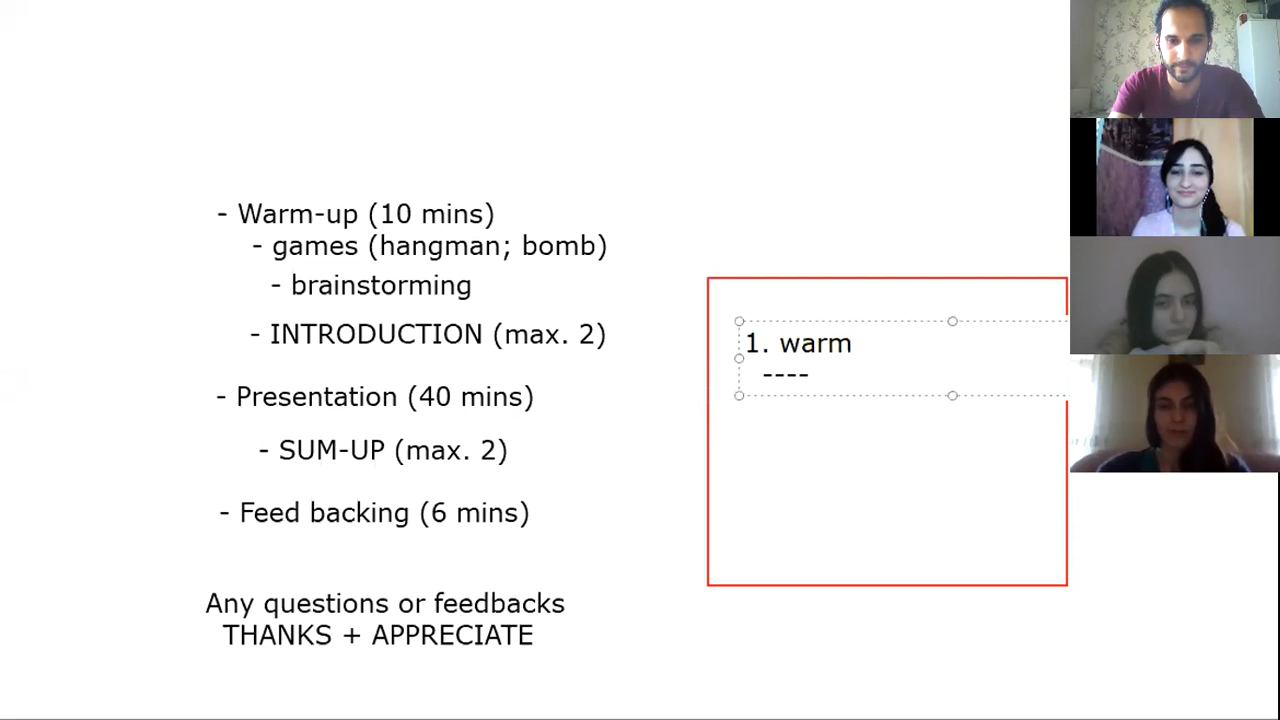 - Warm-up (10 mins)
- games (hangman; bomb)
- brainstorming
- INTRODUCTION (max. 2)
- Presentation (40 mins)
- SUM-UP (max. 2)
- Feed backing (6 mins)
Any questions or feedbacks
THANKS + APPRECIATE
1. warm
----